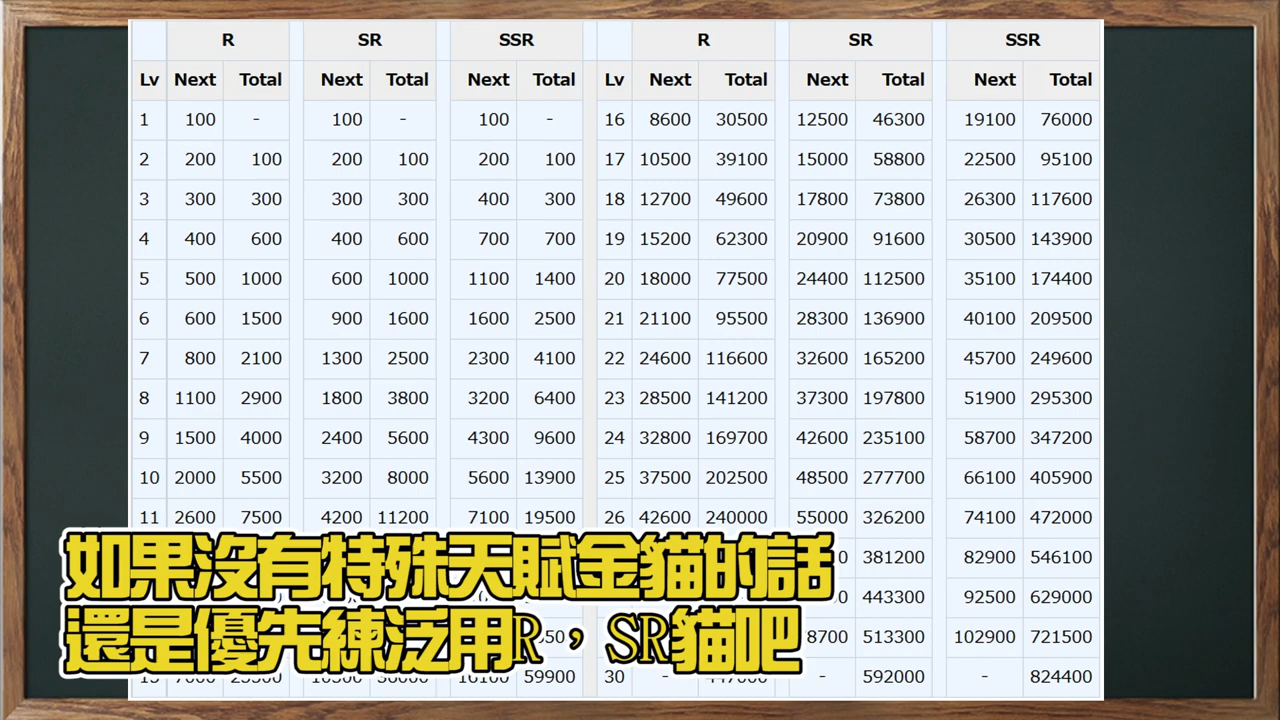 R SR SSR R SR SSR
Lv Next Total Next Total Next Total Lv Next Total Next Total Next Total
1 100 - 100 - 100 - 16 8600 30500 12500 46300 19100 76000
2 200 100 200 100 200 100 17 10500 39100 15000 58800 22500 95100
3 300 300 300 300 400 300 18 12700 49600 17800 73800 26300 117600
4 400 600 400 600 700 700 19 15200 62300 20900 91600 30500 143900
5 500 1000 600 1000 1100 1400 20 18000 77500 24400 112500 35100 174400
6 600 1500 900 1600 1600 2500 21 21100 95500 28300 136900 40100 209500
7 800 2100 1300 2500 2300 4100 22 24600 116600 32600 165200 45700 249600
8 1100 2900 1800 3800 3200 6400 23 28500 141200 37300 197800 51900 295300
9 1500 4000 2400 5600 4300 9600 24 32800 169700 42600 235100 58700 347200
10 2000 5500 3200 8000 5600 13900 25 37500 202500 48500 277700 66100 405900
11 2600 7500 4200 11200 7100 19500 26 42600 240000 55000 326200 74100 472000
381200 82900 546100
443300 92500 629000
513300 102900 721500
59900 30 - - 592000 - 824400
如果沒有特殊天賦金貓的話
還是優先練泛用R，SR貓吧